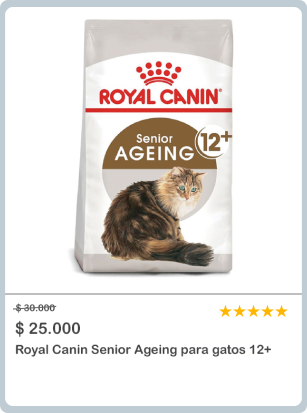 ROYAL CANIN
Senior
AGEING 12+
$ 30.000
$ 25.000
Royal Canin Senior Ageing para gatos 12+